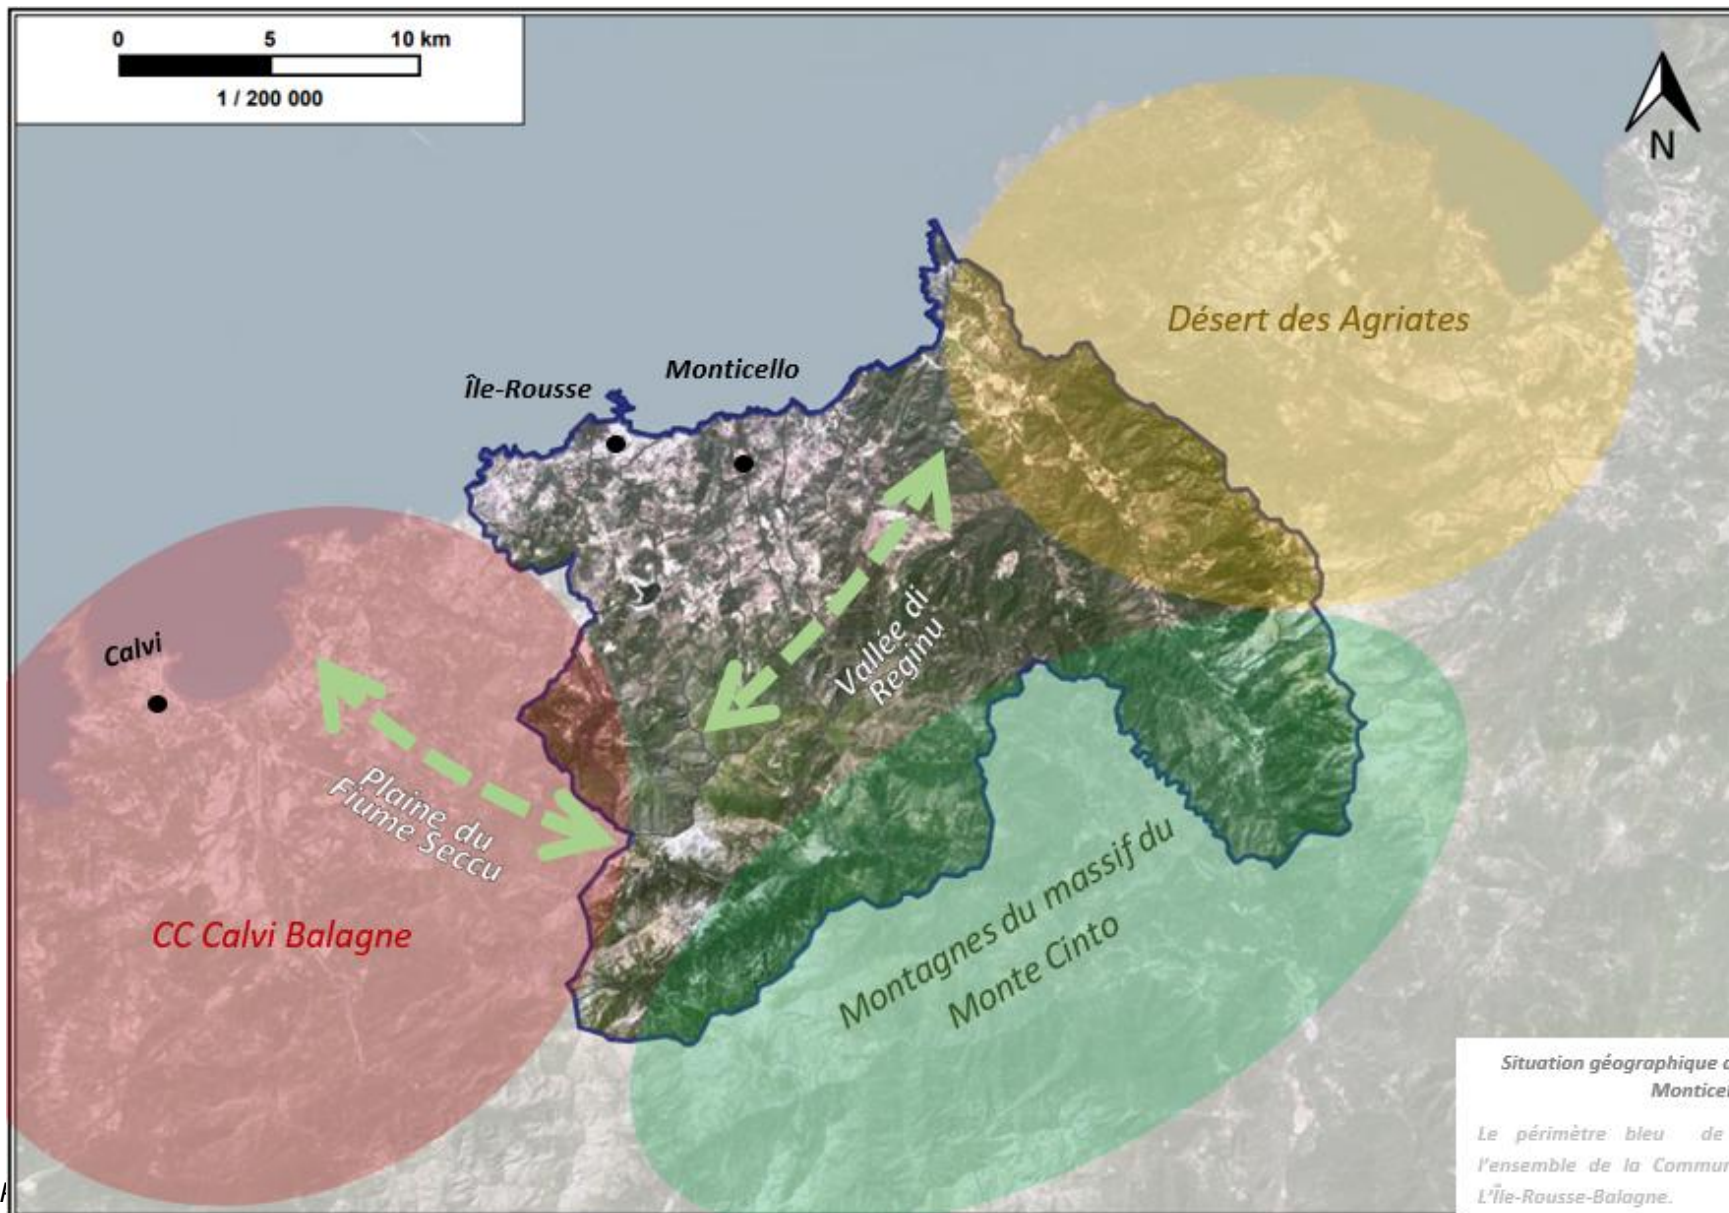 0 5 10 km
1 / 200 000
N
Désert des Agriates
Monticello
Île-Rousse
Calvi
Vallée di
Reginu
Plaine du
Fiume Seccu
CC Calvi Balagne
Montagnes du massif du
Monte Cinto
Situation géographique
Monticel
Le périmètre bleu de
l'ensemble de la Commun
L'Île-Rousse-Balagne.